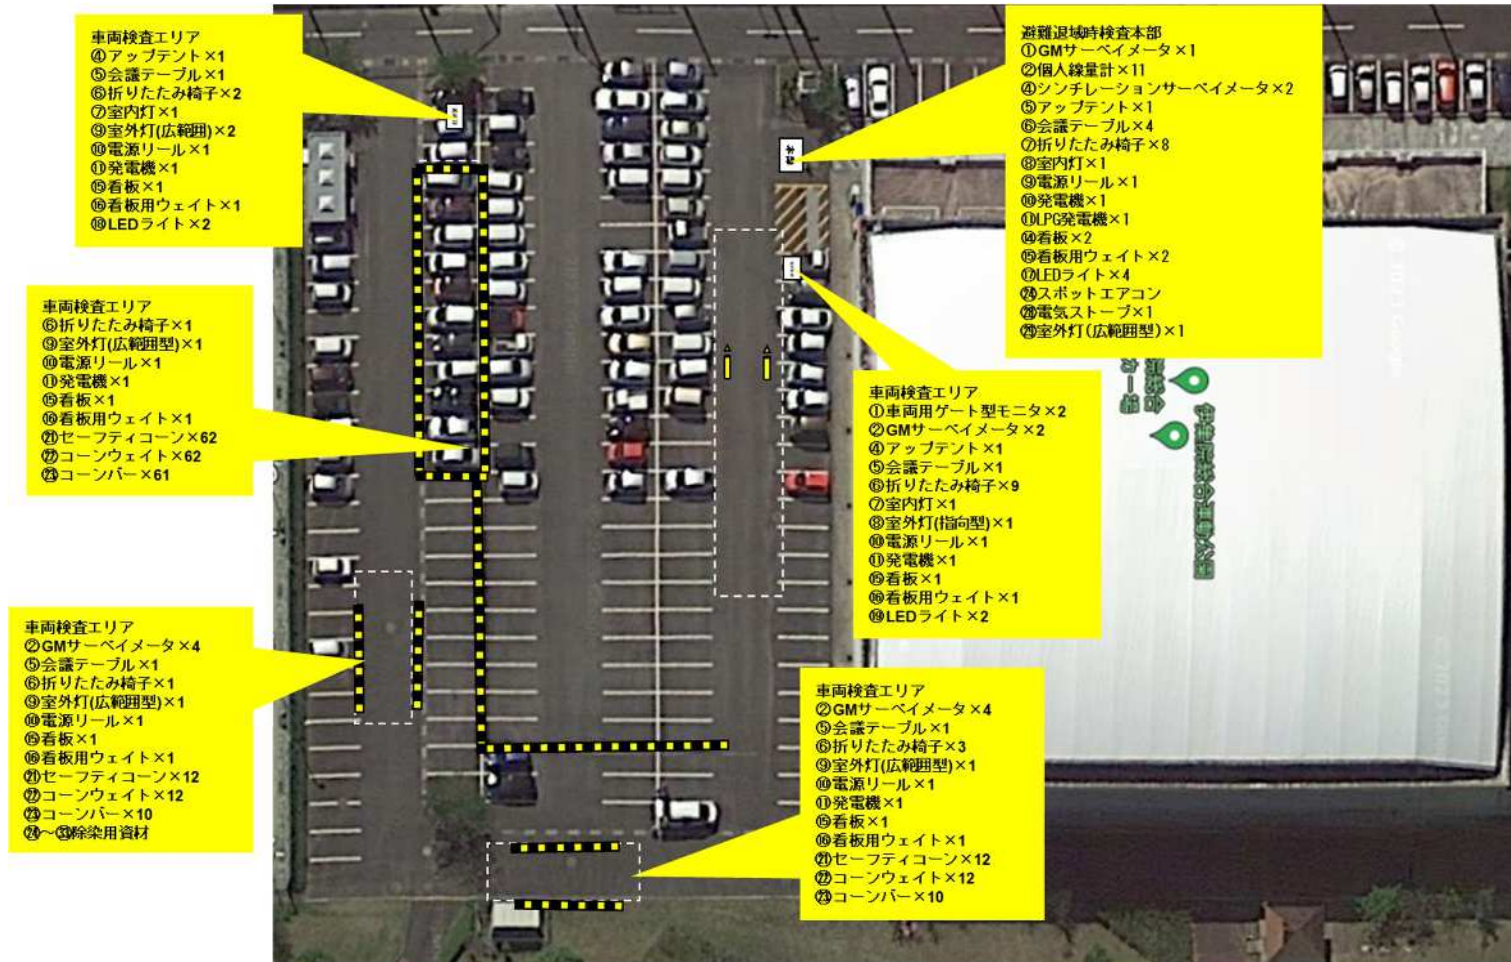 車両検査エリア
④アップテント×1
⑤会議テーブル×1
⑥折りたたみ椅子×2
⑦室内灯×1
⑨室外灯(広範囲)×2
⑩電源リール×1
⑪発電機×1
⑮看板×1
⑯看板用ウェイト×1
⑱LEDライト×2
避難退域時検査本部
①GMサーベイメータ×1
②個人線量計×11
④シンチレーションサーベイメータ×2
⑤アップテント×1
⑥会議テーブル×4
⑦折りたたみ椅子×8
⑧室内灯×1
⑨電源リール×1
⑩発電機×1
⑪LPG発電機×1
⑭看板×2
⑮看板用ウェイト×2
⑰LEDライト×4
スポットエアコン
電気ストーブ×1
室外灯(広範囲型)×1
本部
車両検査エリア
⑥折りたたみ椅子×1
⑨室外灯(広範囲型)×1
⑩電源リール×1
⑪発電機×1
⑮看板×1
⑯看板用ウェイト×1
㉑セーフティコーン×62
㉒コーンウェイト×62
㉓コーンバー×61
車両検査エリア
①車両用ゲート型モニタ×2
②GMサーベイメータ×2
④アップテント×1
⑤会議テーブル×1
⑥折りたたみ椅子×9
⑦室内灯×1
⑧室外灯(指向型)×1
⑩電源リール×1
⑪発電機×1
⑮看板×1
⑯看板用ウェイト×1
⑲LEDライト×2
車両検査エリア
②GMサーベイメータ×4
⑤会議テーブル×1
⑥折りたたみ椅子×1
⑨室外灯(広範囲型)×1
⑩電源リール×1
⑮看板×1
⑯看板用ウェイト×1
㉑セーフティコーン×12
㉒コーンウェイト×12
㉓コーンバー×10
㉔～㉝除染用資材
車両検査エリア
②GMサーベイメータ×4
⑤会議テーブル×1
⑥折りたたみ椅子×3
⑨室外灯(広範囲型)×1
⑩電源リール×1
⑪発電機×1
⑮看板×1
⑯看板用ウェイト×1
㉑セーフティコーン×12
㉒コーンウェイト×12
㉓コーンバー×10